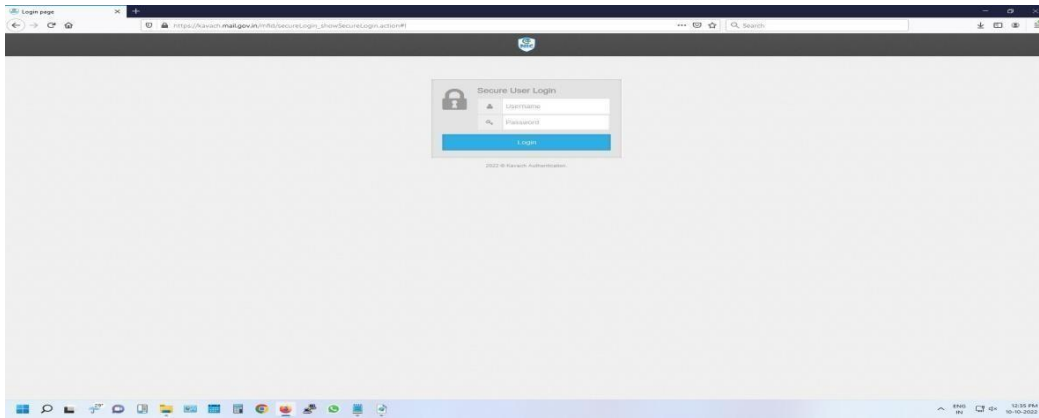 Login page
https://kavach.mail.gov.in/mfid/secureLogin_showSecureLogin.action#!
Search
Secure User Login
Username
Password
Login
2022 © Kavach Authentication
ENG
IN
12:35 PM
10-10-2022